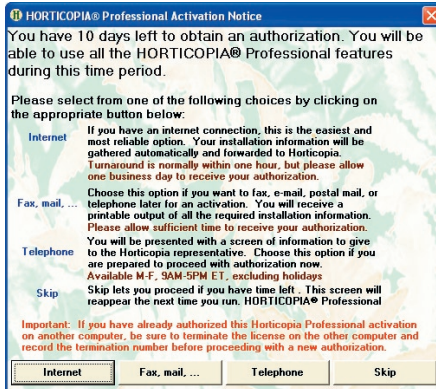 HORTICOPIA® Professional Activation Notice
You have 10 days left to obtain an authorization. You will be
able to use all the HORTICOPIA® Professional features
during this time period.
Please select from one of the following choices by clicking on
the appropriate button below:
Internet
If you have an internet connection, this is the easiest and
most reliable option. Your installation information will be
gathered automatically and forwarded to Horticopia.
Turnaround is normally within one hour, but please allow
one business day to receive your authorization.
Fax, mail, ...
Choose this option if you want to fax, e-mail, postal mail, or
telephone later for an activation. You will receive a
printable output of all the required installation information.
Please allow sufficient time to receive your authorization.
Telephone
You will be presented with a screen of information to give
to the Horticopia representative. Choose this option if you
are prepared to proceed with authorization now.
Available M-F, 9AM-5PM ET, excluding holidays
Skip
Skip lets you proceed if you have time left . This screen will
reappear the next time you run. HORTICOPIA® Professional
Important: If you have already authorized this Horticopia Professional activation
on another computer, be sure to terminate the license on the other computer and
record the termination number before proceeding with a new authorization.
Internet
Fax, mail, ...
Telephone
Skip